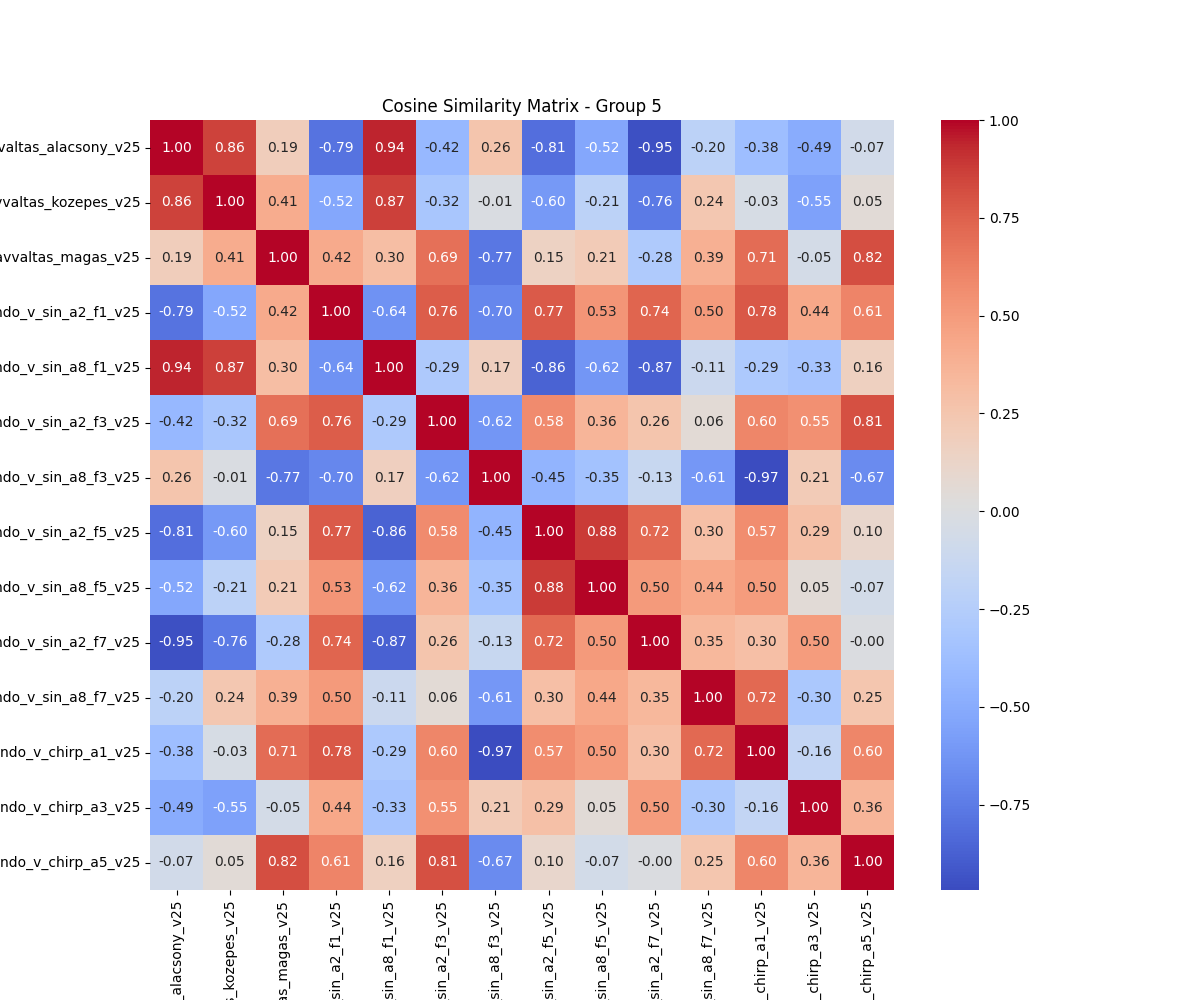 Cosine Similarity Matrix - Group 5
valtas_alacsony_v25 1.00 0.86 0.19 -0.79 0.94 -0.42 0.26 -0.81 -0.52 -0.95 -0.20 -0.38 -0.49 -0.07
vvaltas_kozepes_v25 0.86 1.00 0.41 -0.52 0.87 -0.32 -0.01 -0.60 -0.21 -0.76 0.24 -0.03 -0.55 0.05
avvaltas_magas_v25 0.19 0.41 1.00 0.42 0.30 0.69 -0.77 0.15 0.21 -0.28 0.39 0.71 -0.05 0.82
ndo_v_sin_a2_f1_v25 -0.79 -0.52 0.42 1.00 -0.64 0.76 -0.70 0.77 0.53 0.74 0.50 0.78 0.44 0.61
ndo_v_sin_a8_f1_v25 0.94 0.87 0.30 -0.64 1.00 -0.29 0.17 -0.86 -0.62 -0.87 -0.11 -0.29 -0.33 0.16
ndo_v_sin_a2_f3_v25 -0.42 -0.32 0.69 0.76 -0.29 1.00 -0.62 0.58 0.36 0.26 0.06 0.60 0.55 0.81
ndo_v_sin_a8_f3_v25 0.26 -0.01 -0.77 -0.70 0.17 -0.62 1.00 -0.45 -0.35 -0.13 -0.61 -0.97 0.21 -0.67
ndo_v_sin_a2_f5_v25 -0.81 -0.60 0.15 0.77 -0.86 0.58 -0.45 1.00 0.88 0.72 0.30 0.57 0.29 0.10
ndo_v_sin_a8_f5_v25 -0.52 -0.21 0.21 0.53 -0.62 0.36 -0.35 0.88 1.00 0.50 0.44 0.50 0.05 -0.07
ndo_v_sin_a2_f7_v25 -0.95 -0.76 -0.28 0.74 -0.87 0.26 -0.13 0.72 0.50 1.00 0.35 0.30 0.50 -0.00
ndo_v_sin_a8_f7_v25 -0.20 0.24 0.39 0.50 -0.11 0.06 -0.61 0.30 0.44 0.35 1.00 0.72 -0.30 0.25
ndo_v_chirp_a1_v25 -0.38 -0.03 0.71 0.78 -0.29 0.60 -0.97 0.57 0.50 0.30 0.72 1.00 -0.16 0.60
ndo_v_chirp_a3_v25 -0.49 -0.55 -0.05 0.44 -0.33 0.55 0.21 0.29 0.05 0.50 -0.30 -0.16 1.00 0.36
ndo_v_chirp_a5_v25 -0.07 0.05 0.82 0.61 0.16 0.81 -0.67 0.10 -0.07 -0.00 0.25 0.60 0.36 1.00
_alacsony_v25
s_kozepes_v25
as_magas_v25
sin_a2_f1_v25
sin_a8_f1_v25
sin_a2_f3_v25
sin_a8_f3_v25
sin_a2_f5_v25
sin_a8_f5_v25
sin_a2_f7_v25
sin_a8_f7_v25
_chirp_a1_v25
_chirp_a3_v25
_chirp_a5_v25
1.00
0.75
0.50
0.25
0.00
−0.25
−0.50
−0.75